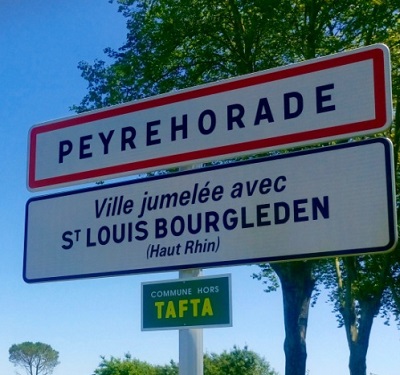 PEYREHORADE
Ville jumelée avec
ST LOUIS BOURGLEDEN
(Haut Rhin)
COMMUNE HORS
TAFTA